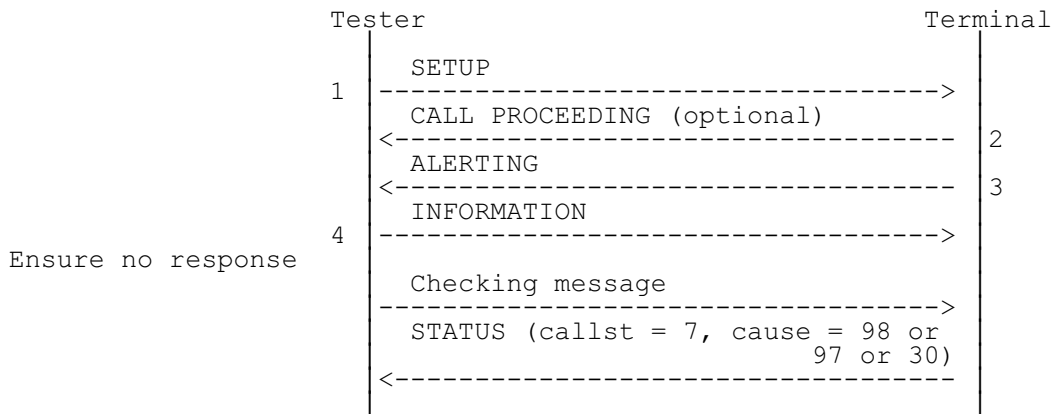 Tester Terminal
SETUP
1 ----------------------------------->
CALL PROCEEDING (optional)
<----------------------------------- 2
ALERTING
<----------------------------------- 3
INFORMATION
4 ----------------------------------->
Ensure no response
Checking message
----------------------------------->
STATUS (callst = 7, cause = 98 or
97 or 30)
<-----------------------------------